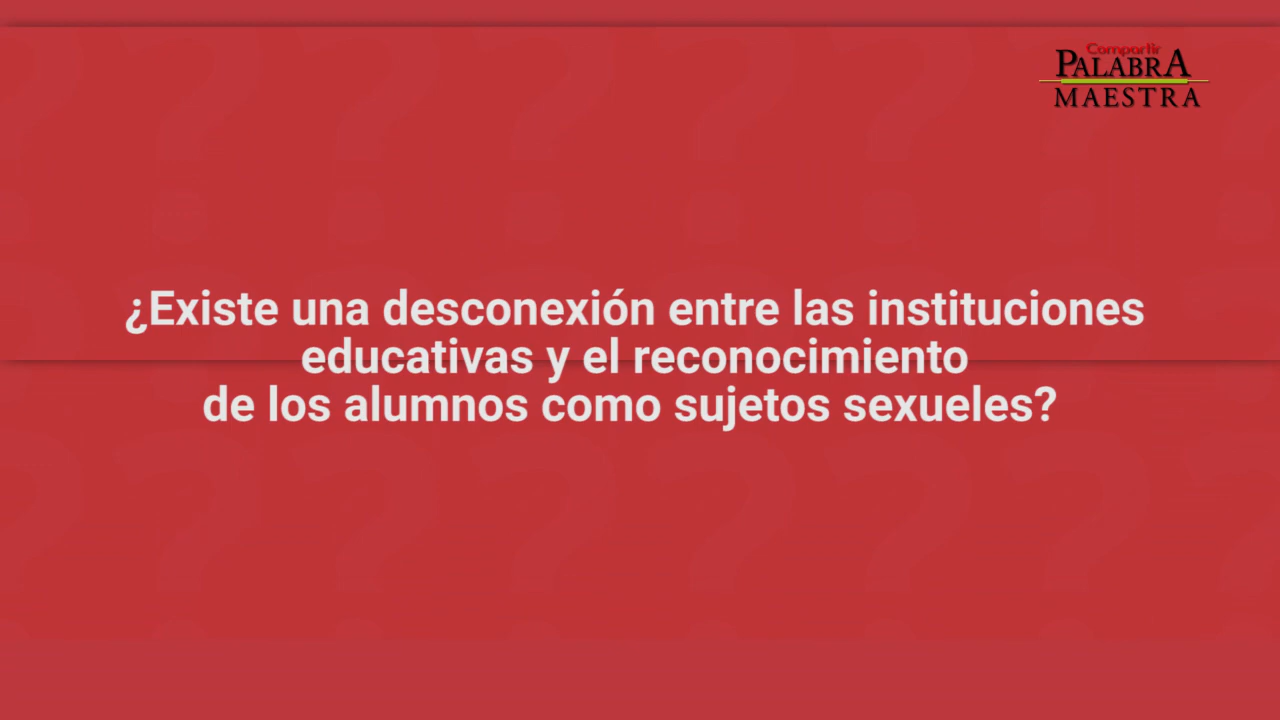 Compartir
PALABRA
MAESTRA
¿Existe una desconexión entre las instituciones
educativas y el reconocimiento
de los alumnos como sujetos sexueles?